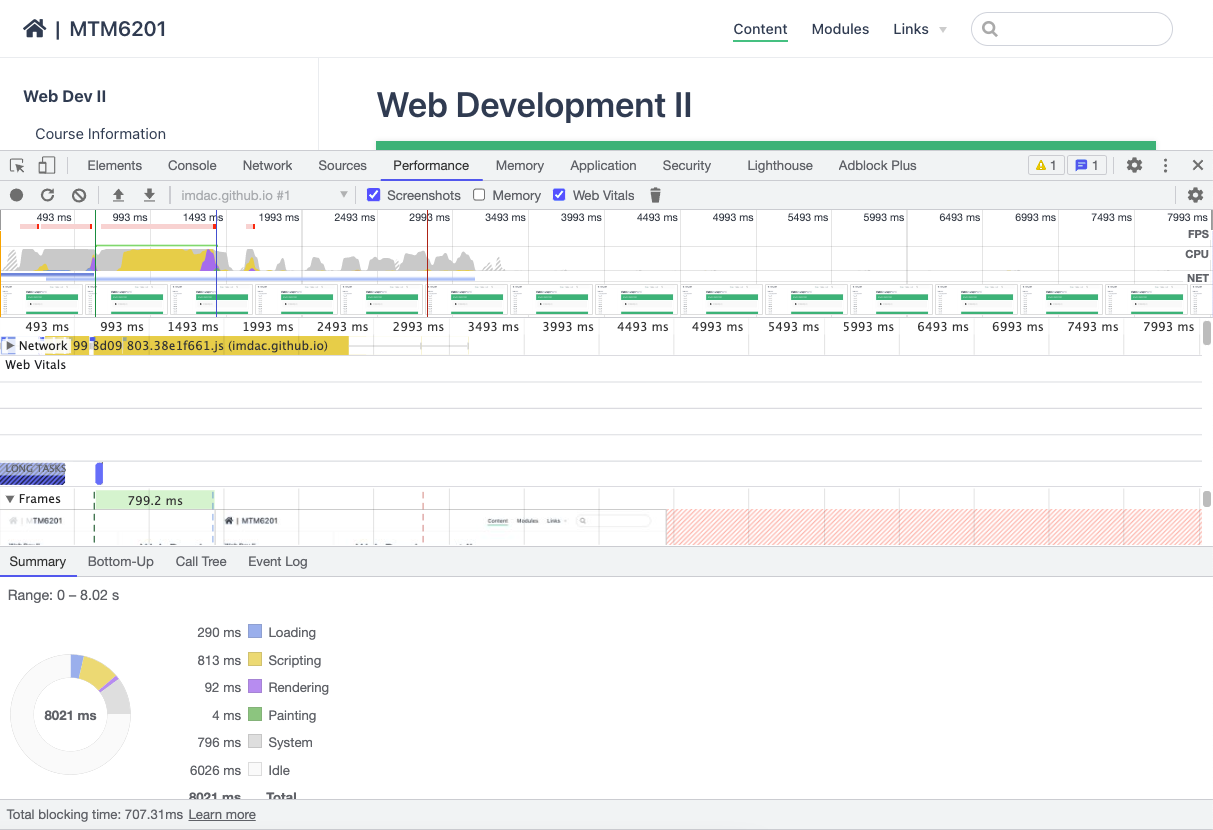 | MTM6201
Content Modules Links
Web Dev II
Course Information
Web Development II
Elements Console Network Sources Performance Memory Application Security Lighthouse Adblock Plus 1 1
imdac.github.io #1 Screenshots Memory Web Vitals
493 ms 993 ms 1493 ms 1993 ms 2493 ms 2993 ms 3493 ms 3993 ms 4493 ms 4993 ms 5493 ms 5993 ms 6493 ms 6993 ms 7493 ms 7993 ms
FPS
CPU
NET
493 ms 993 ms 1493 ms 1993 ms 2493 ms 2993 ms 3493 ms 3993 ms 4493 ms 4993 ms 5493 ms 5993 ms 6493 ms 6993 ms 7493 ms 7993 ms
Network 99 8d09 803.38e1f661.js (imdac.github.io)
Web Vitals
LONG TASKS
Frames 799.2 ms
MTM6201 | MTM6201 Content Modules Links
Summary Bottom-Up Call Tree Event Log
Range: 0 – 8.02 s
290 ms Loading
813 ms Scripting
92 ms Rendering
8021 ms
4 ms Painting
796 ms System
6026 ms Idle
8021 ms Total
Total blocking time: 707.31ms Learn more